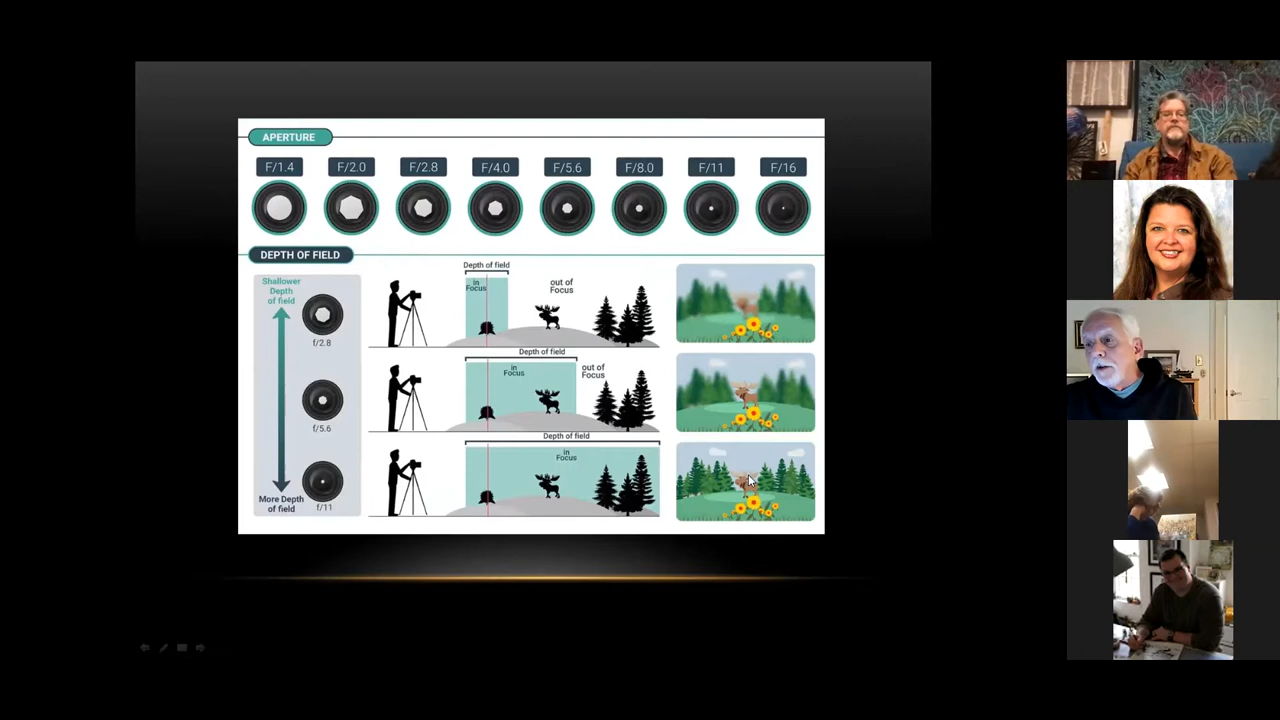 APERTURE
F/1.4 F/2.0 F/2.8 F/4.0 F/5.6 F/8.0 F/11 F/16
DEPTH OF FIELD
Shallower
Depth
of field
f/2.8
f/5.6
More Depth
of field
f/11
Depth of field
in
Focus
out of
Focus
Depth of field
in
Focus
out of
Focus
Depth of field
in
Focus